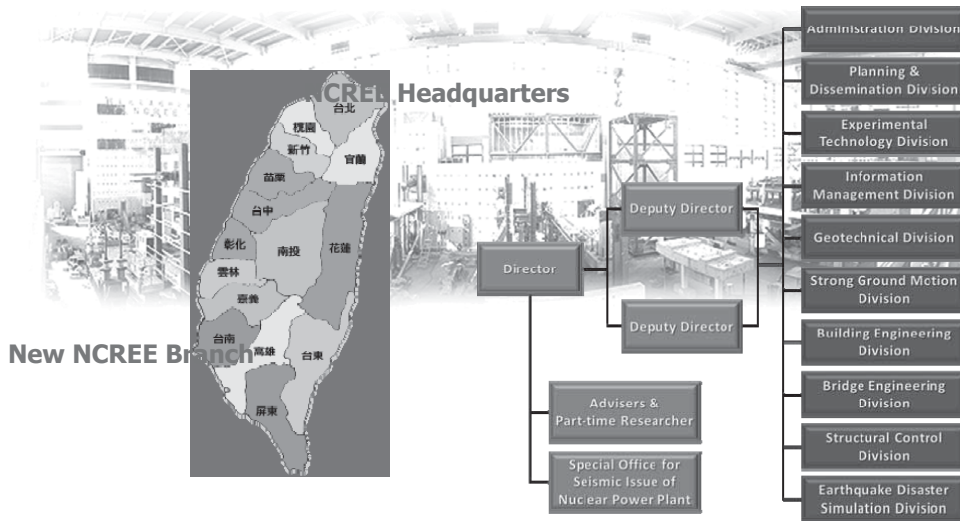 NCREE Headquarters
台北
桃園
新竹
宜蘭
苗栗
台中
彰化
南投
花蓮
雲林
嘉義
台南
New NCREE Branch
高雄
台東
屏東
Director
Deputy Director
Deputy Director
Advisers &
Part-time Researcher
Special Office for
Seismic Issue of
Nuclear Power Plant
Administration Division
Planning &
Dissemination Division
Experimental
Technology Division
Information
Management Division
Geotechnical Division
Strong Ground Motion
Division
Building Engineering
Division
Bridge Engineering
Division
Structural Control
Division
Earthquake Disaster
Simulation Division